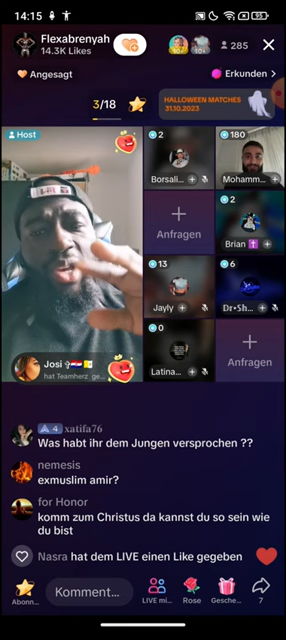 14:15
95
Flexabrenyah
14.3K Likes
285
Angesagt
Erkunden >
3/18
HALLOWEEN MATCHES
31.10.2023
Host
2
Borsali...
180
Mohamm...
Anfragen
2
Brian
13
Jayly
6
Dr•Sh...
0
Latina...
Anfragen
Josi
hat Teamherz ge...
4 xatifa76
Was habt ihr dem Jungen versprochen ??
nemesis
exmuslim amir?
for Honor
komm zum Christus da kannst du so sein wie
du bist
Nasra hat dem LIVE einen Like gegeben
Abonn...
Komment...
LIVE mi...
Rose
Gesche...
7